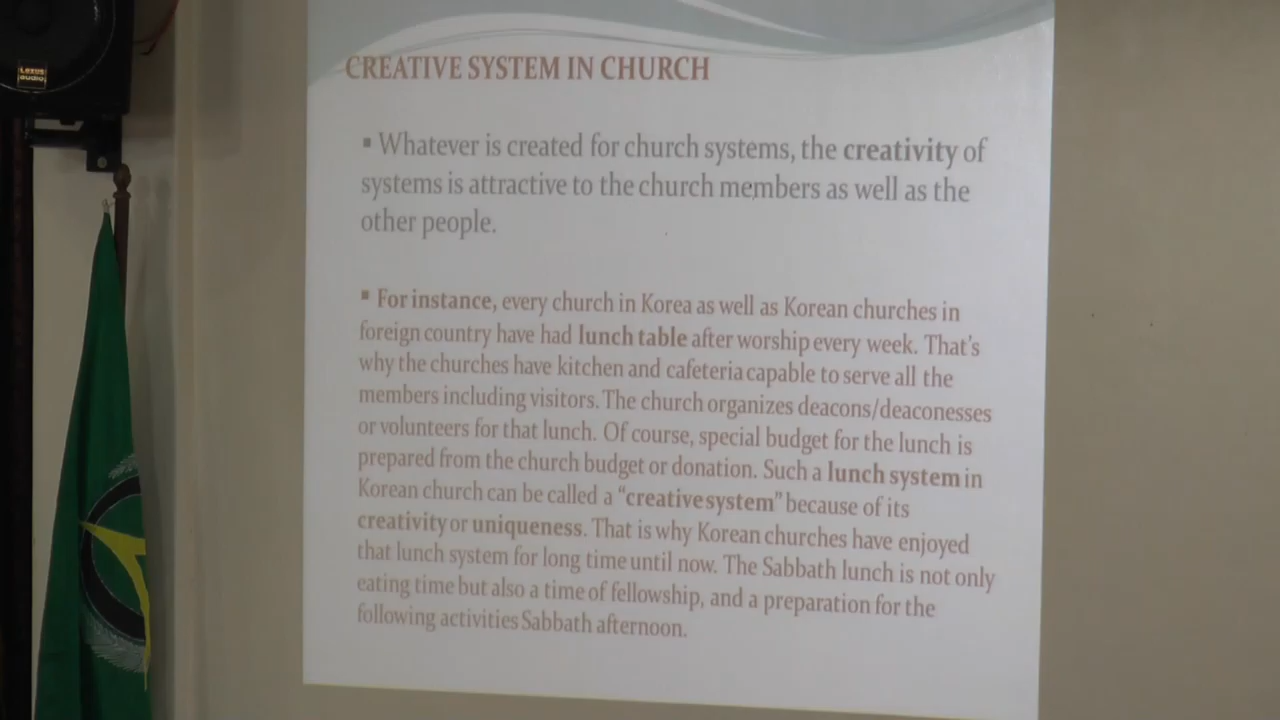 Lexus
audio
CREATIVE SYSTEM IN CHURCH
▪ Whatever is created for church systems, the creativity of
systems is attractive to the church members as well as the
other people.
▪ For instance, every church in Korea as well as Korean churches in
foreign country have had lunch table after worship every week. That's
why the churches have kitchen and cafeteria capable to serve all the
members including visitors. The church organizes deacons/deaconesses
or volunteers for that lunch. Of course, special budget for the lunch is
prepared from the church budget or donation. Such a lunch system in
Korean church can be called a "creative system" because of its
creativity or uniqueness. That is why Korean churches have enjoyed
that lunch system for long time until now. The Sabbath lunch is not only
eating time but also a time of fellowship, and a preparation for the
following activities Sabbath afternoon.